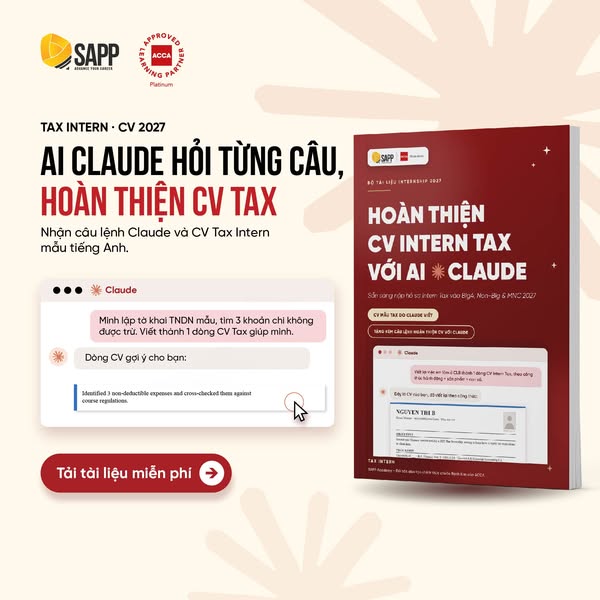 SAPP
ADVANCE YOUR CAREER
APPROVED LEARNING PARTNER
ACCA
Platinum
TAX INTERN · CV 2027
AI CLAUDE HỎI TỪNG CÂU,
HOÀN THIỆN CV TAX
Nhận câu lệnh Claude và CV Tax Intern
mẫu tiếng Anh.
Claude
Mình lập tờ khai TNDN mẫu, tìm 3 khoản chi không
được trừ. Viết thành 1 dòng CV Tax giúp mình.
Dòng CV gợi ý cho bạn:
Identified 3 non-deductible expenses and cross-checked them against
course regulations.
Tải tài liệu miễn phí
SAPP
ACCA
BỘ TÀI LIỆU INTERNSHIP 2027
HOÀN THIỆN
CV INTERN TAX
VỚI AI CLAUDE
Sẵn sàng nộp hồ sơ Intern Tax vào Big4, Non-Big & MNC 2027
CV MẪU TAX DO CLAUDE VIẾT
TẶNG KÈM CÂU LỆNH HOÀN THIỆN CV VỚI CLAUDE
Claude
NGUYEN THI B
TAX INTERN